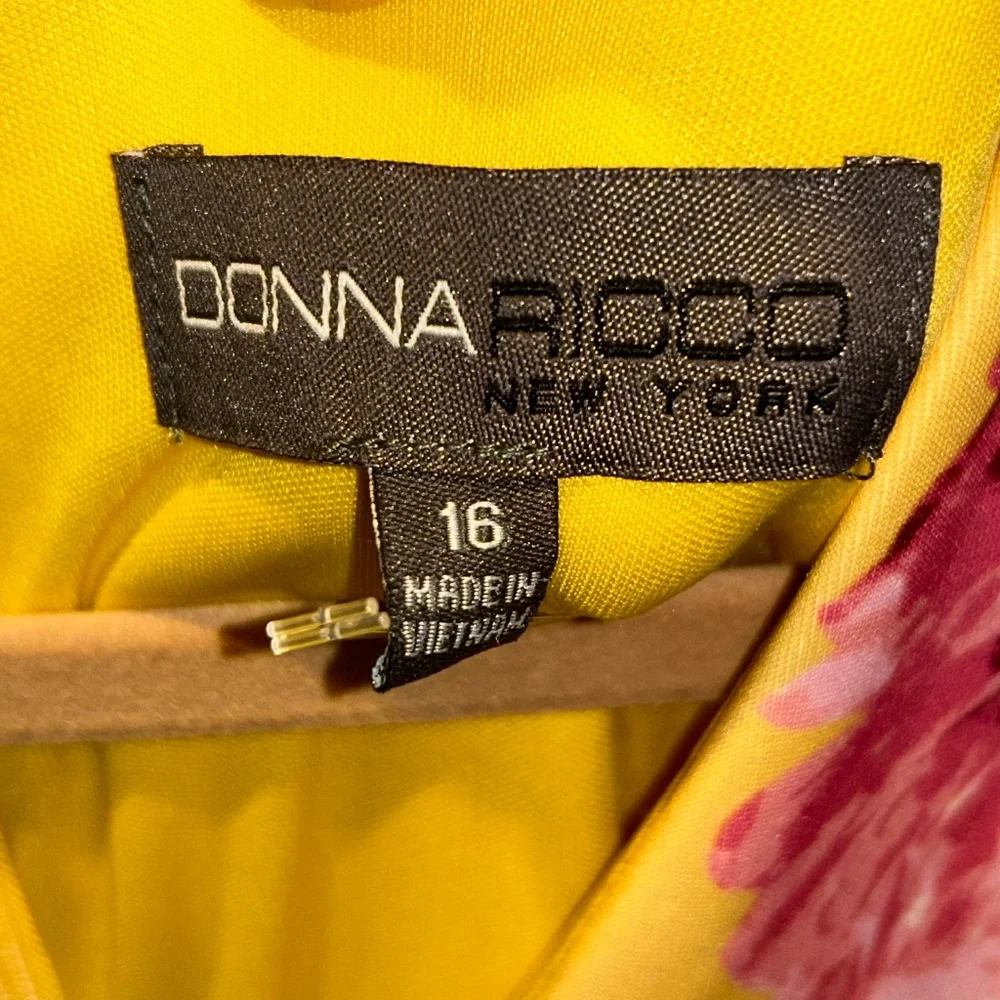 DONNA RICCO
NEW YORK
16
MADE IN
VIETNAM